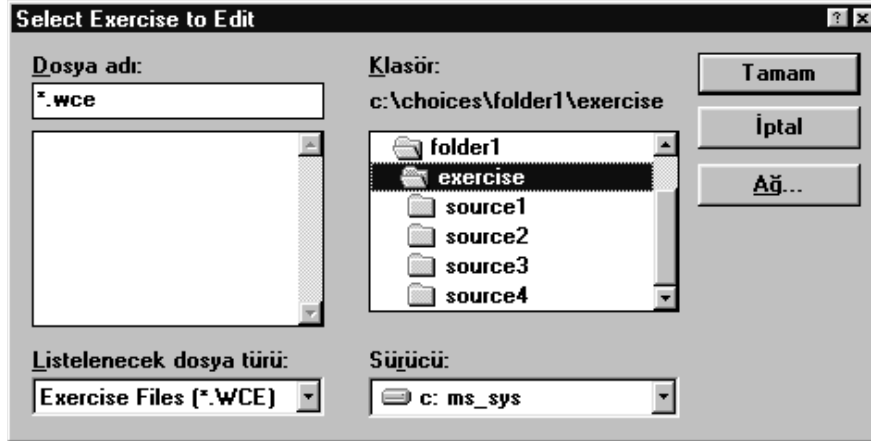 Select Exercise to Edit
Dosya adı:
*.wce
Listelenecek dosya türü:
Exercise Files (*.WCE)
Klasör:
c:\choices\folder1\exercise
folder1
exercise
source1
source2
source3
source4
Sürücü:
c: ms_sys
Tamam
İptal
Ağ...